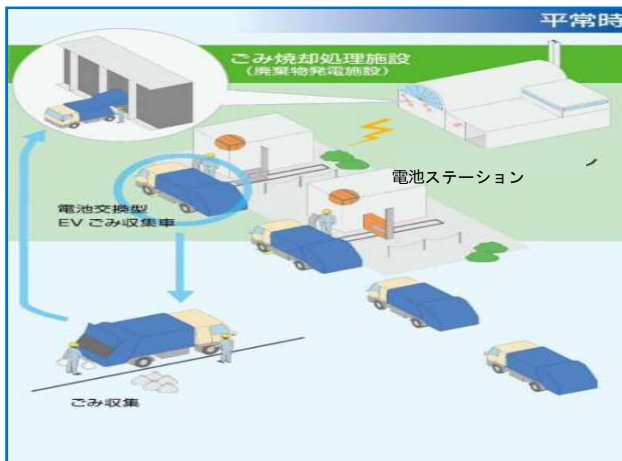 平常時
ごみ焼却処理施設
(廃棄物発電施設)
電池ステーション
電池交換型
EVごみ収集車
ごみ収集